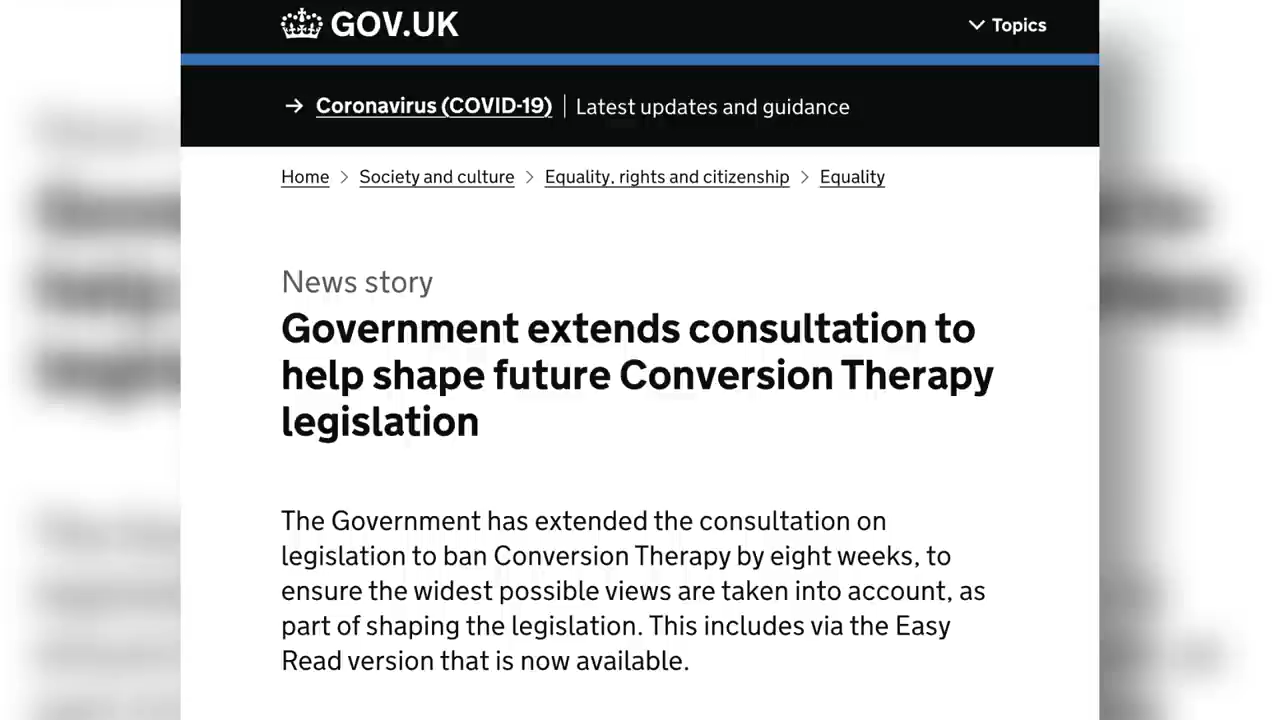 GOV.UK
Topics
Coronavirus (COVID-19) Latest updates and guidance
Home > Society and culture > Equality, rights and citizenship > Equality
News story
Government extends consultation to
help shape future Conversion Therapy
legislation
The Government has extended the consultation on
legislation to ban Conversion Therapy by eight weeks, to
ensure the widest possible views are taken into account, as
part of shaping the legislation. This includes via the Easy
Read version that is now available.